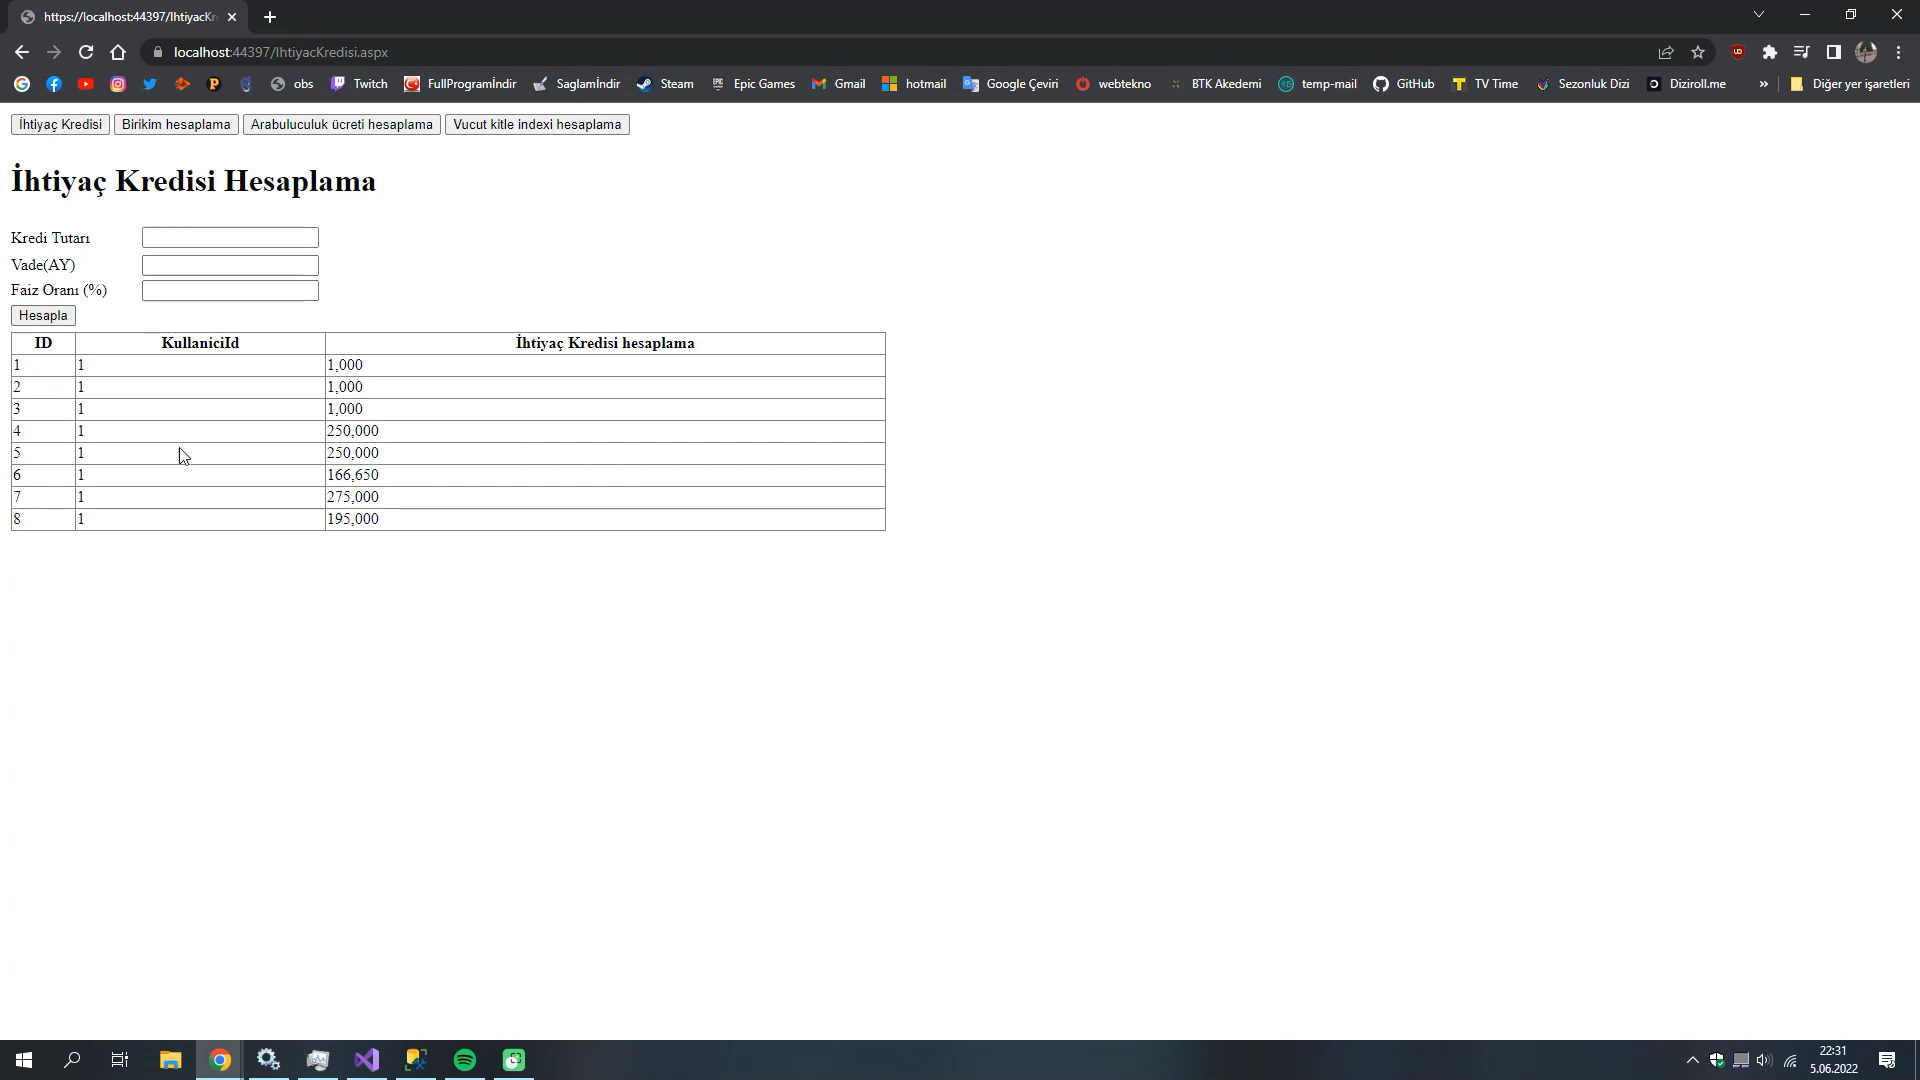 https://localhost:44397/IhtiyacKr
localhost:44397/IhtiyacKredisi.aspx
obs Twitch FullProgramİndir Saglamİndir Steam Epic Games Gmail hotmail Google Çeviri webtekno BTK Akedemi temp-mail GitHub TV Time Sezonluk Dizi Diziroll.me » Diğer yer işaretleri
İhtiyaç Kredisi Birikim hesaplama Arabuluculuk ücreti hesaplama Vucut kitle indexi hesaplama
İhtiyaç Kredisi Hesaplama
Kredi Tutarı
Vade(AY)
Faiz Oranı (%)
Hesapla
ID KullaniciId İhtiyaç Kredisi hesaplama
1 1 1,000
2 1 1,000
3 1 1,000
4 1 250,000
5 1 250,000
6 1 166,650
7 1 275,000
8 1 195,000
22:31
5.06.2022